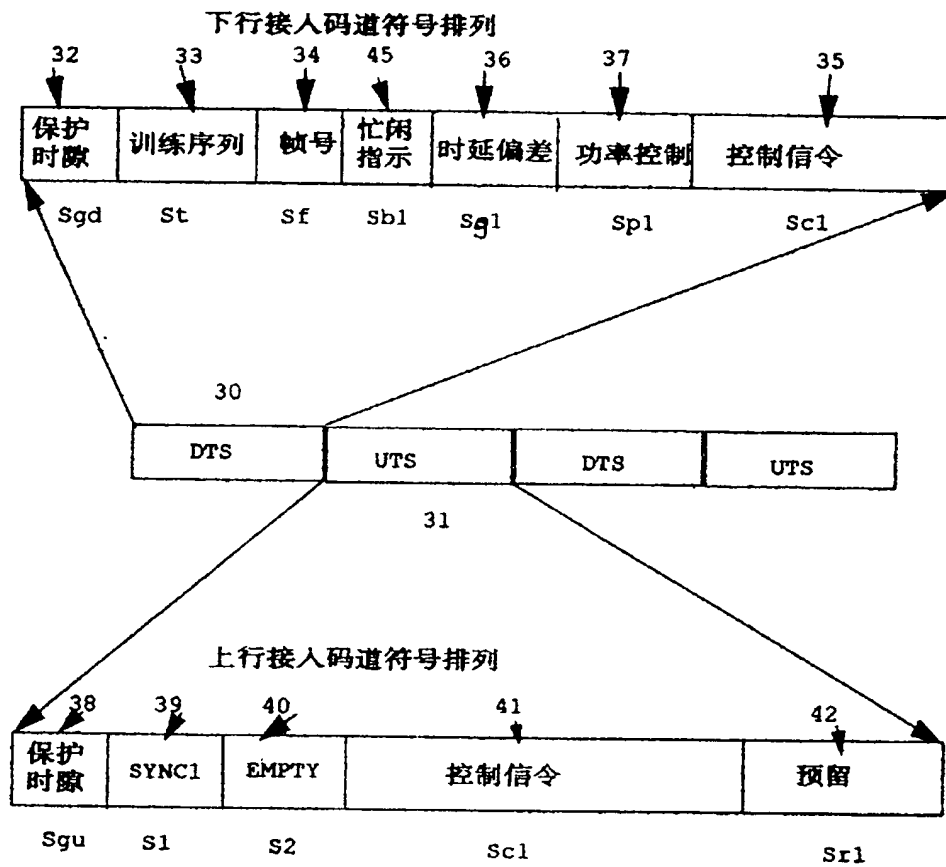 下行接人码道符号排列
32 33 34 45 36 37 35
保护时隙 训练序列 帧号 忙闲指示 时延偏差 功率控制 控制信令
Sgd St Sf Sb1 Sg1 Sp1 Sc1
30
DTS UTS DTS UTS
31
上行接人码道符号排列
38 39 40 41 42
保护时隙 SYNC1 EMPTY 控制信令 预留
Sgu S1 S2 Sc1 Sr1